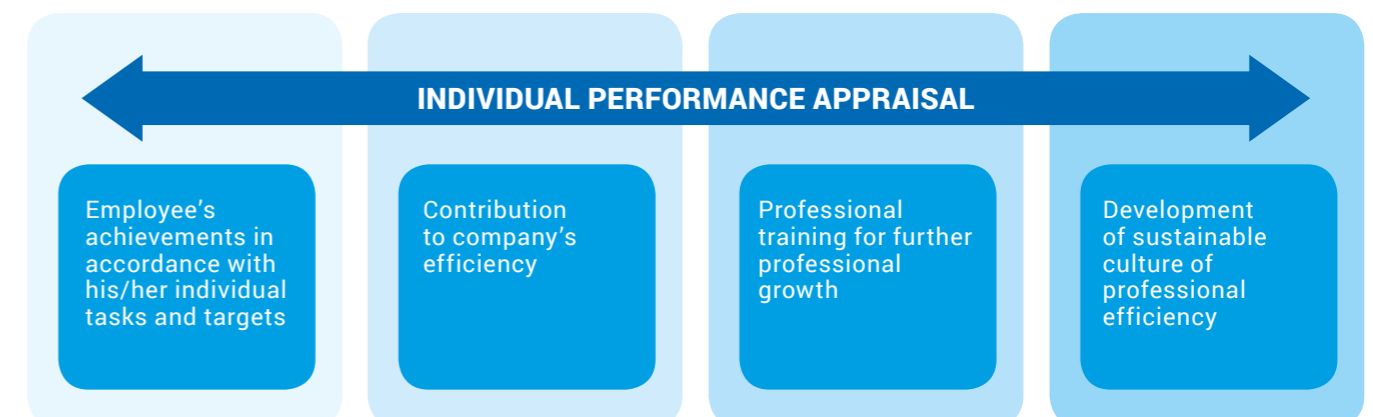 INDIVIDUAL PERFORMANCE APPRAISAL
Employee’s
achievements in
accordance with
his/her individual
tasks and targets
Contribution
to company’s
efficiency
Professional
training for further
professional
growth
Development
of sustainable
culture of
professional
efficiency